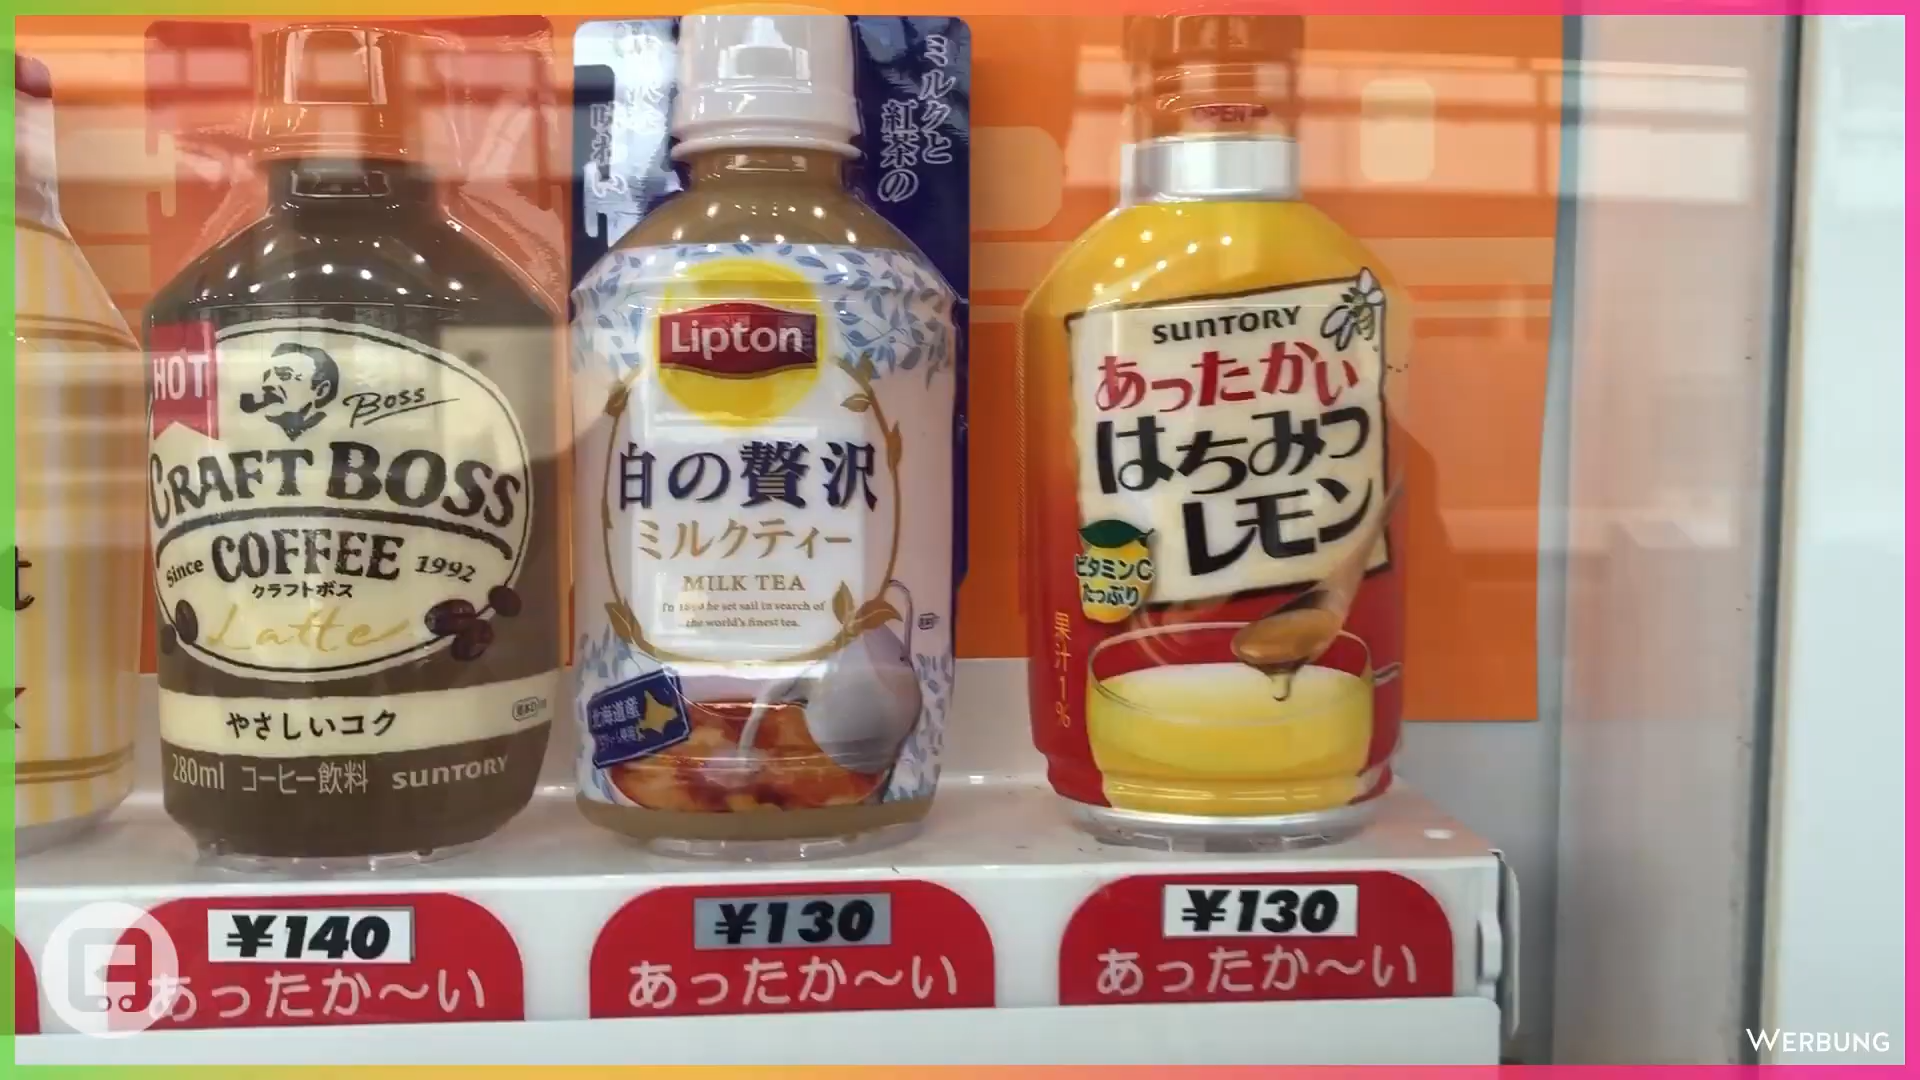 ミルクと
紅茶の
OPEN
HOT
Boss
CRAFT BOSS
COFFEE
Since 1992
クラフトボス
Latte
やさしいコク
280ml コーヒー飲料 SUNTORY
Lipton
白の贅沢
ミルクティー
MILK TEA
the world's finest tea.
北海道産
SUNTORY
あったかい
はちみつ
レモン
ビタミンC
たっぷり
果汁1%
¥140
あったか〜い
¥130
あったか〜い
¥130
あったか〜い
WERBUNG